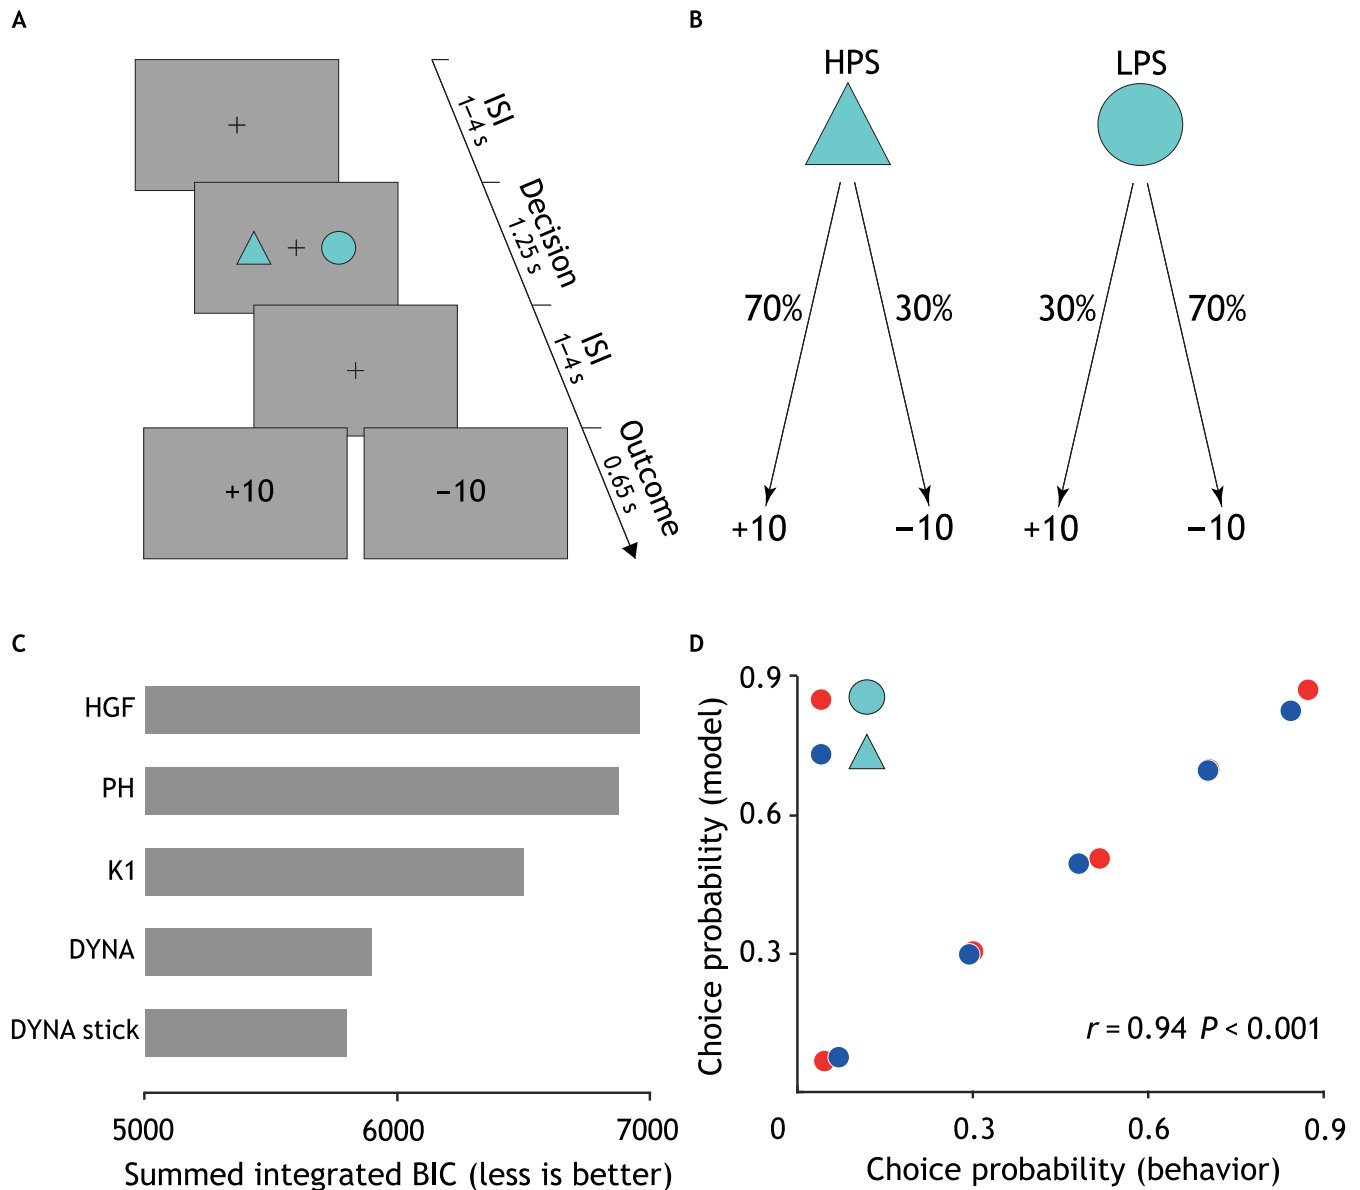 A
ISI
1–4 s
Decision
1.25 s
ISI
1–4 s
Outcome
0.65 s
+10
−10
B
HPS
LPS
70%
30%
30%
70%
+10
−10
+10
−10
C
HGF
PH
K1
DYNA
DYNA stick
5000
6000
7000
Summed integrated BIC (less is better)
D
Choice probability (model)
0.9
0.6
0.3
r = 0.94 P < 0.001
0
0.3
0.6
0.9
Choice probability (behavior)